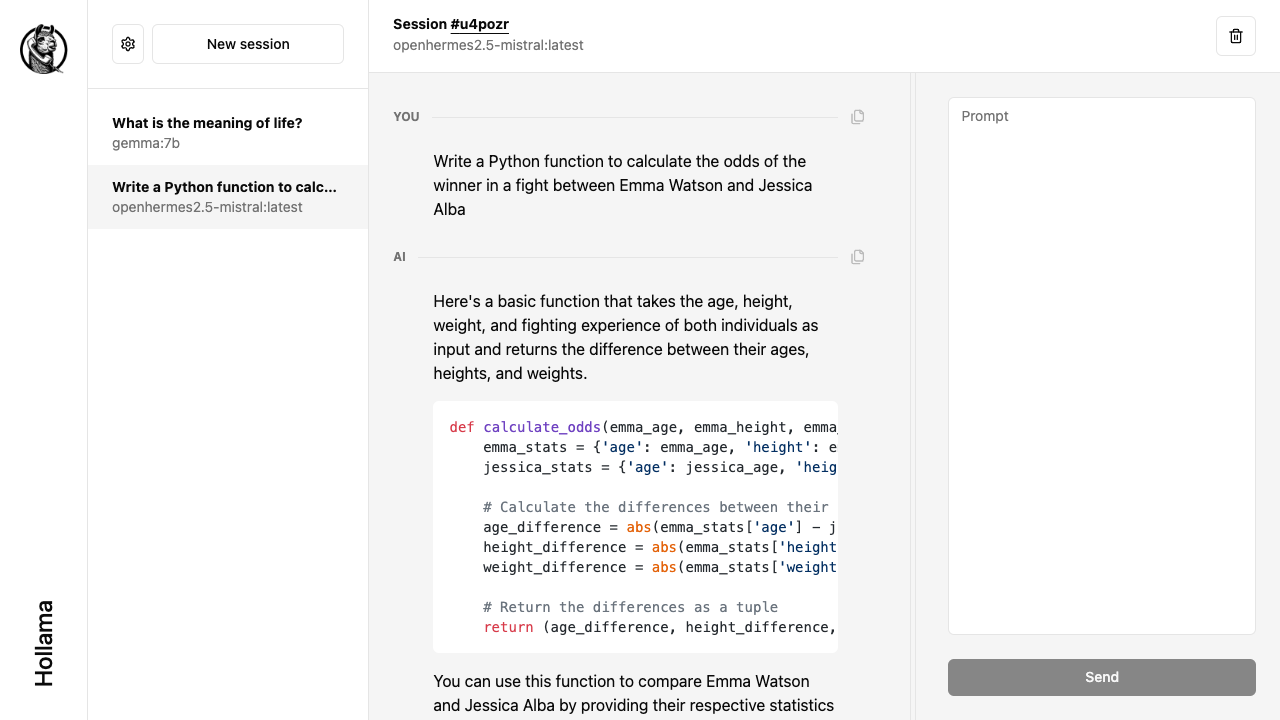 New session
What is the meaning of life?
gemma:7b
Write a Python function to calc...
openhermes2.5-mistral:latest
Hollama
Session #u4pozr
openhermes2.5-mistral:latest
YOU
Write a Python function to calculate the odds of the
winner in a fight between Emma Watson and Jessica
Alba
AI
Here's a basic function that takes the age, height,
weight, and fighting experience of both individuals as
input and returns the difference between their ages,
heights, and weights.
def calculate_odds(emma_age, emma_height, emma_
    emma_stats = {'age': emma_age, 'height': e
    jessica_stats = {'age': jessica_age, 'heig
    # Calculate the differences between their
    age_difference = abs(emma_stats['age'] - j
    height_difference = abs(emma_stats['height
    weight_difference = abs(emma_stats['weight
    # Return the differences as a tuple
    return (age_difference, height_difference,
You can use this function to compare Emma Watson
and Jessica Alba by providing their respective statistics
Prompt
Send